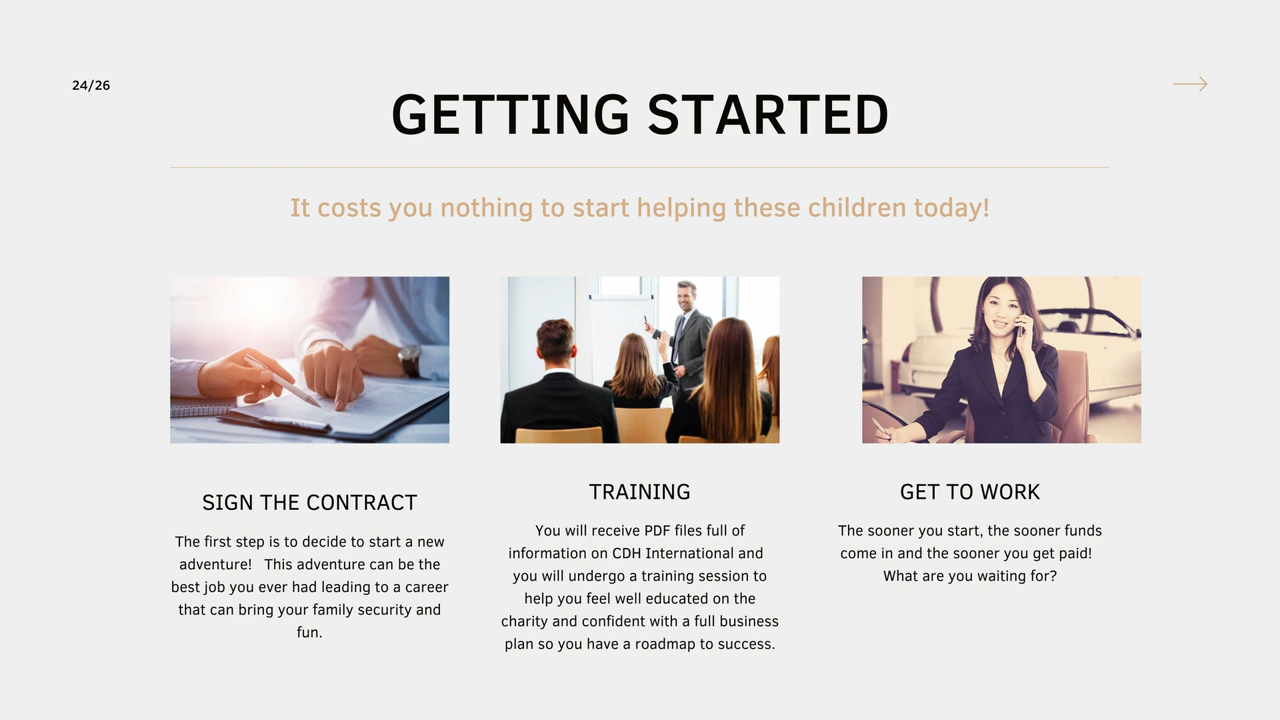 24/26
GETTING STARTED
It costs you nothing to start helping these children today!
SIGN THE CONTRACT
The first step is to decide to start a new
adventure!   This adventure can be the
best job you ever had leading to a career
that can bring your family security and
fun.
TRAINING
You will receive PDF files full of
information on CDH International and
you will undergo a training session to
help you feel well educated on the
charity and confident with a full business
plan so you have a roadmap to success.
GET TO WORK
The sooner you start, the sooner funds
come in and the sooner you get paid!
What are you waiting for?